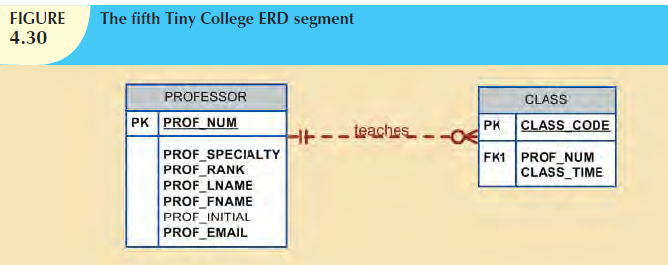 FIGURE
4.30
The fifth Tiny College ERD segment
PROFESSOR
PK PROF_NUM
PROF_SPECIALTY
PROF_RANK
PROF_LNAME
PROF_FNAME
PROF_INITIAL
PROF_EMAIL
teaches
CLASS
PK CLASS_CODE
FK1 PROF_NUM
CLASS_TIME